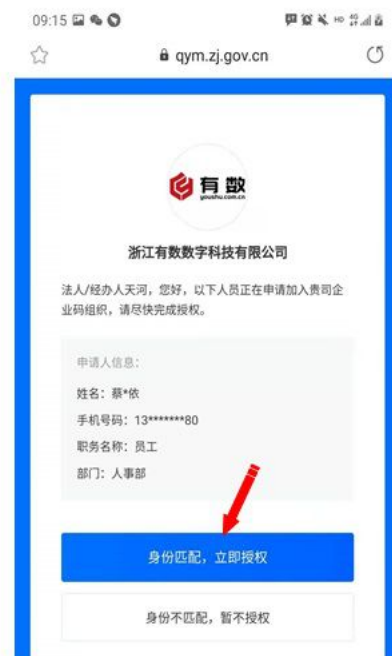 09:15
HD
4G
qym.zj.gov.cn
有数
youshu.com.cn
浙江有数数字科技有限公司
法人/经办人天河，您好，以下人员正在申请加入贵司企
业码组织，请尽快完成授权。
申请人信息：
姓名：蔡*依
手机号码：13*******80
职务名称：员工
部门：人事部
身份匹配，立即授权
身份不匹配，暂不授权